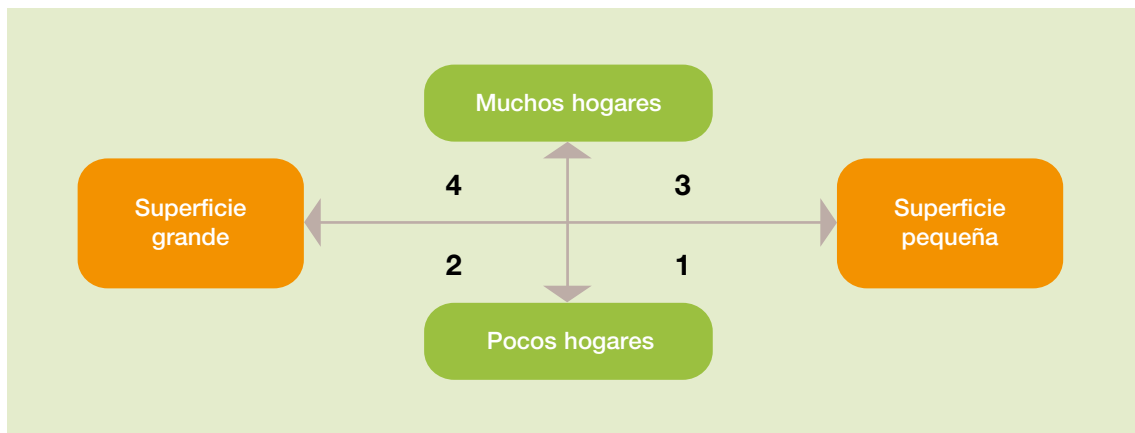 Muchos hogares
4
3
Superficie
grande
Superficie
pequeña
2
1
Pocos hogares